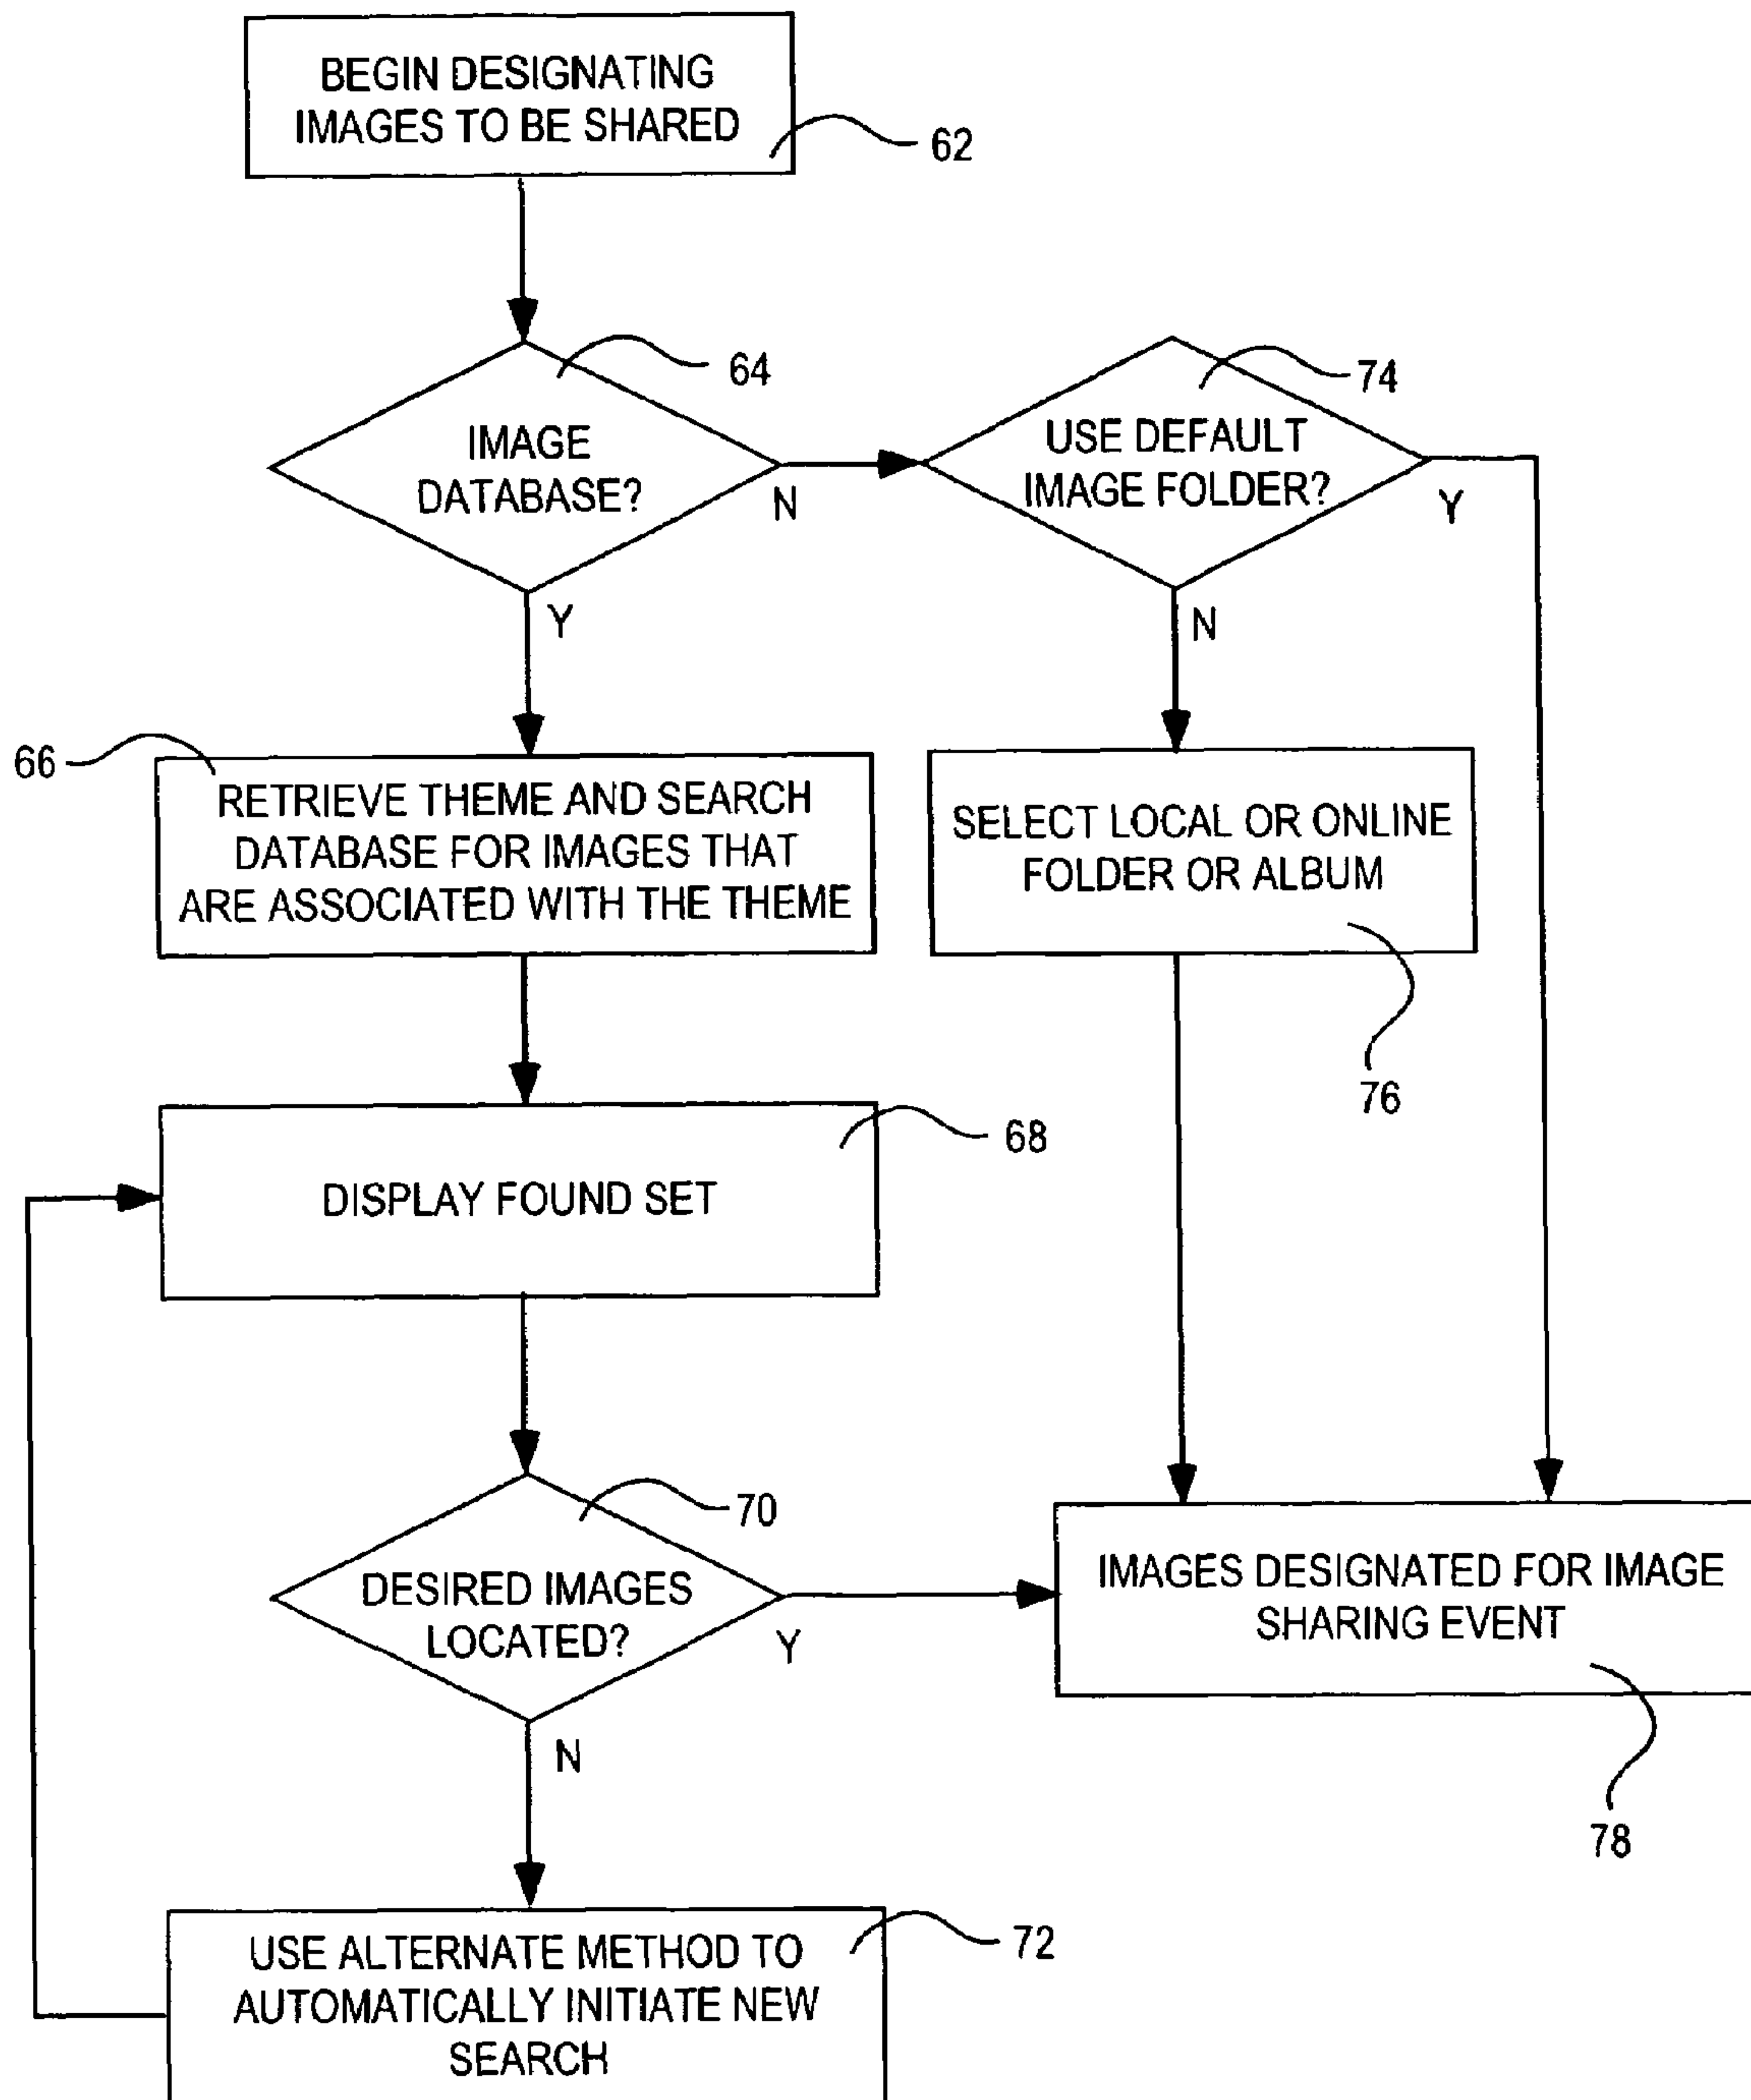 BEGIN DESIGNATING
IMAGES TO BE SHARED
62
64
IMAGE
DATABASE?
N
Y
74
USE DEFAULT
IMAGE FOLDER?
Y
N
66
RETRIEVE THEME AND SEARCH
DATABASE FOR IMAGES THAT
ARE ASSOCIATED WITH THE THEME
SELECT LOCAL OR ONLINE
FOLDER OR ALBUM
76
68
DISPLAY FOUND SET
70
DESIRED IMAGES
LOCATED?
Y
N
IMAGES DESIGNATED FOR IMAGE
SHARING EVENT
78
72
USE ALTERNATE METHOD TO
AUTOMATICALLY INITIATE NEW
SEARCH